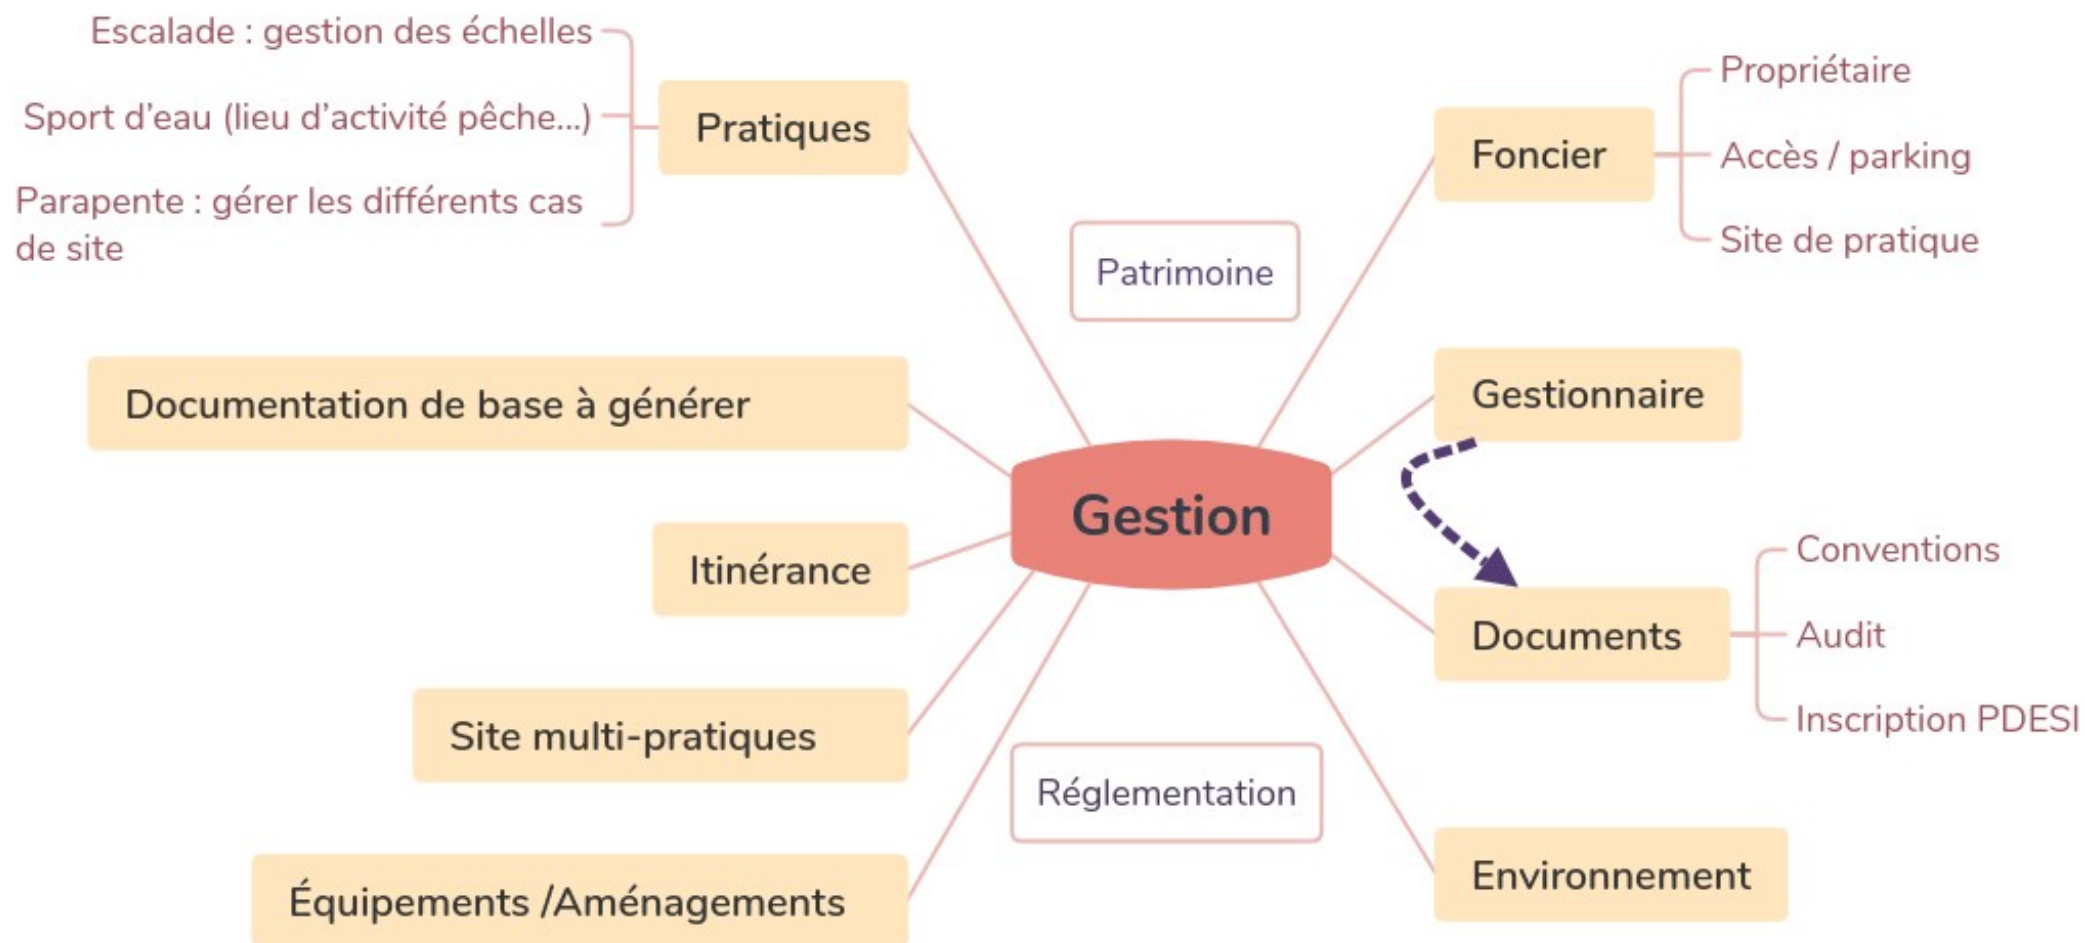 Escalade : gestion des échelles
Sport d'eau (lieu d'activité pêche...)
Parapente : gérer les différents cas
de site
Pratiques
Documentation de base à générer
Itinérance
Site multi-pratiques
Équipements /Aménagements
Patrimoine
Gestion
Réglementation
Foncier
Propriétaire
Accès / parking
Site de pratique
Gestionnaire
Documents
Conventions
Audit
Inscription PDESI
Environnement